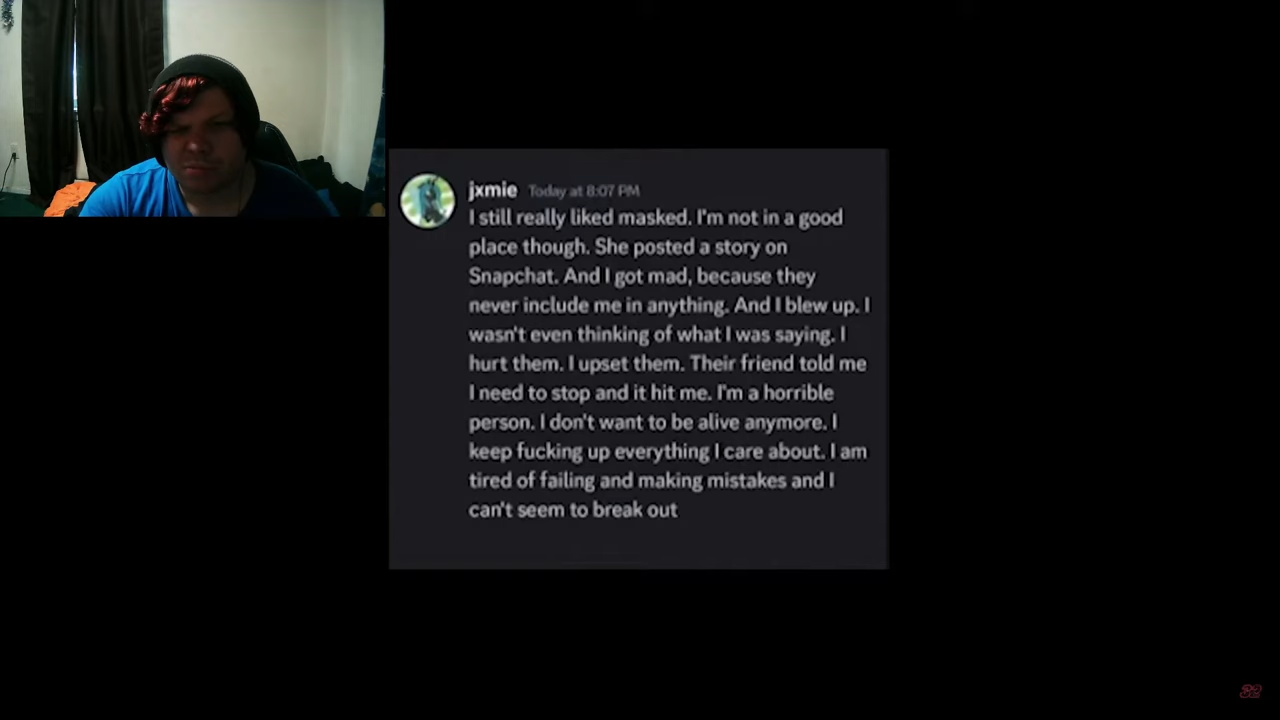 jxmie Today at 8:07 PM
I still really liked masked. I'm not in a good
place though. She posted a story on
Snapchat. And I got mad, because they
never include me in anything. And I blew up. I
wasn't even thinking of what I was saying. I
hurt them. I upset them. Their friend told me
I need to stop and it hit me. I'm a horrible
person. I don't want to be alive anymore. I
keep fucking up everything I care about. I am
tired of failing and making mistakes and I
can't seem to break out